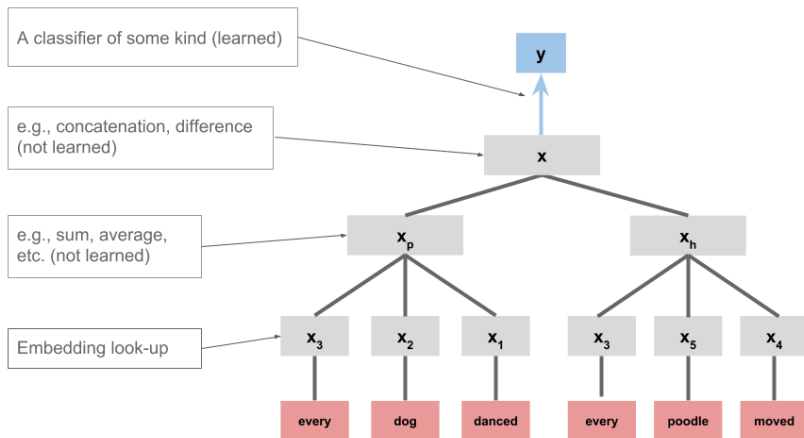 A classifier of some kind (learned)
y
e.g., concatenation, difference
(not learned)
x
e.g., sum, average,
etc. (not learned)
xp
xh
Embedding look-up
x3
x2
x1
x3
x5
x4
every
dog
danced
every
poodle
moved